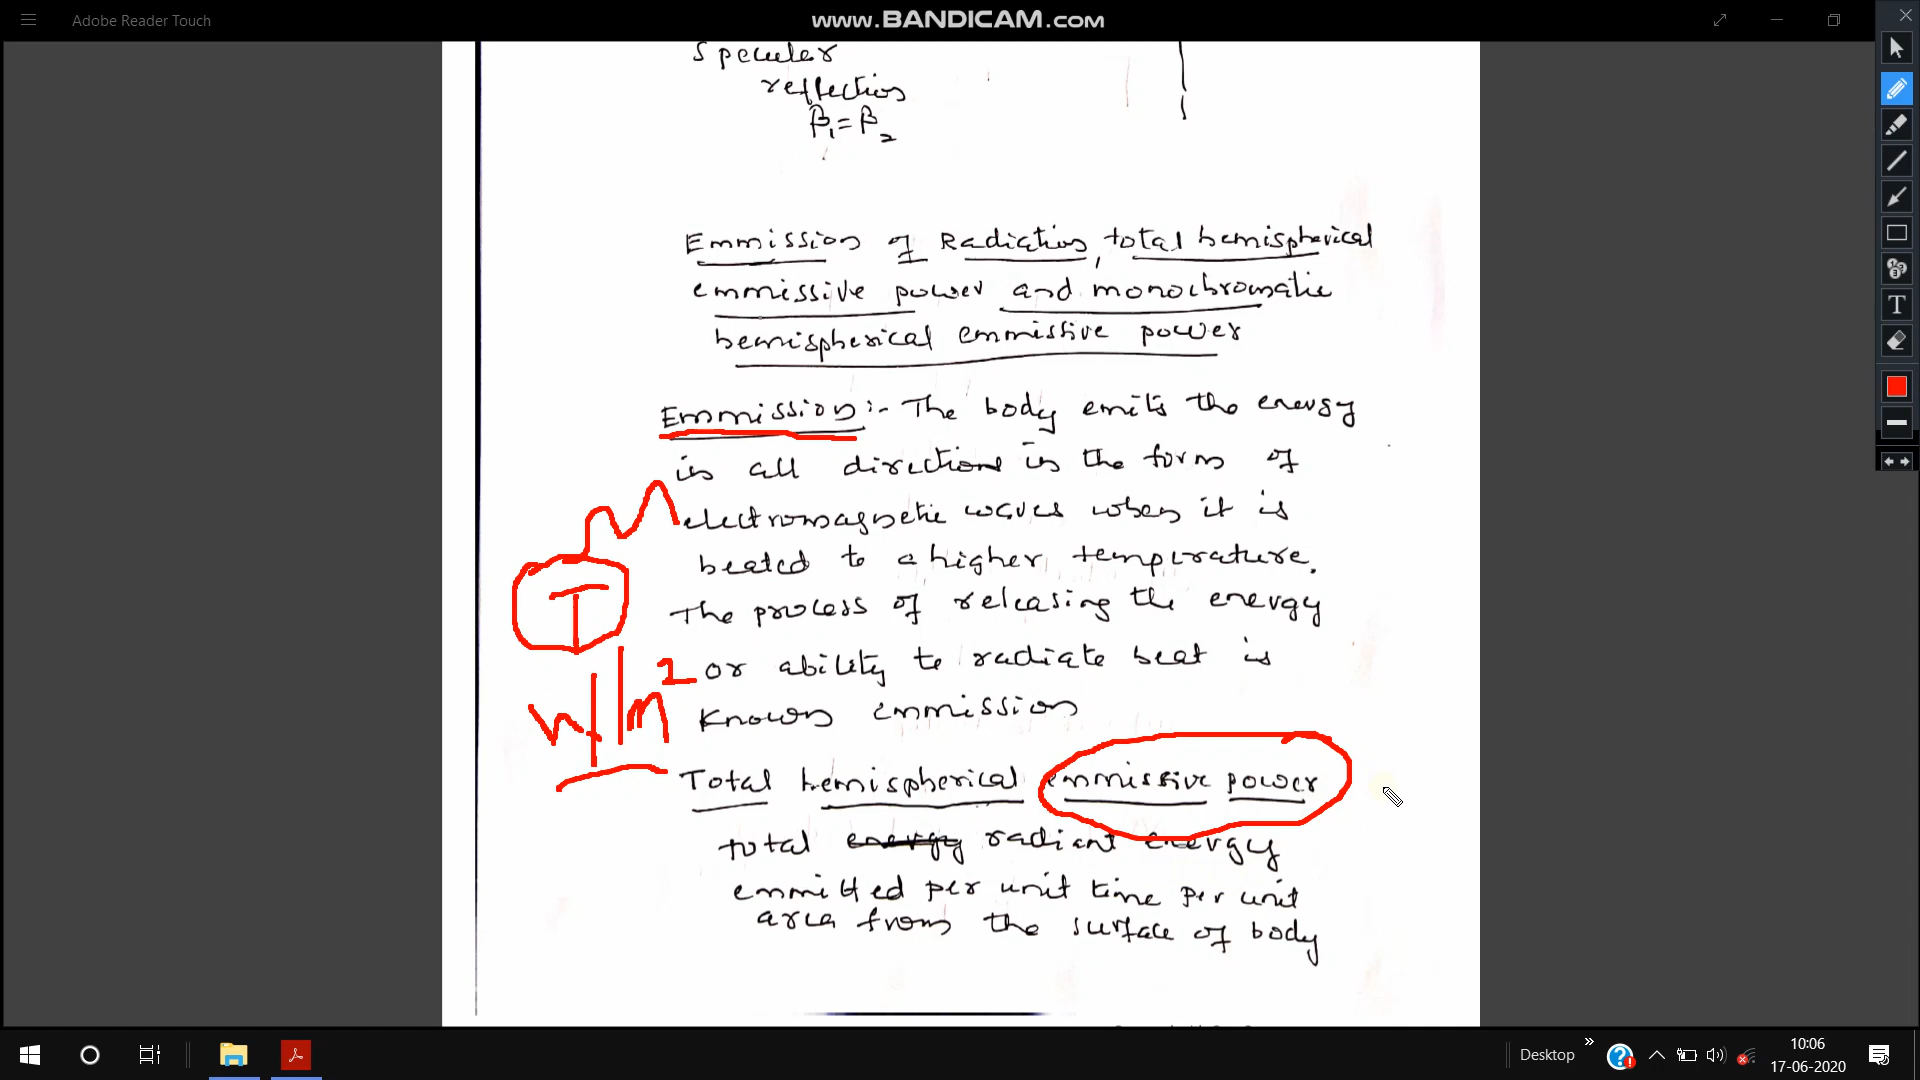 Adobe Reader Touch
www.BANDICAM.com
Specular
reflection
β₁ = β₂
Emmission of Radiation, total hemispherical
emmissive power and monochromatic
hemispherical emmissive power
Emmission :- The body emits the energy
in all directions in the form of
electromagnetic waves when it is
heated to a higher temperature.
The process of releasing the energy
or ability to radiate heat is
known emmission
T
W/m²
Total hemispherical emmissive power
total energy radiant energy
emmitted per unit time per unit
area from the surface of body
Desktop
10:06
17-06-2020